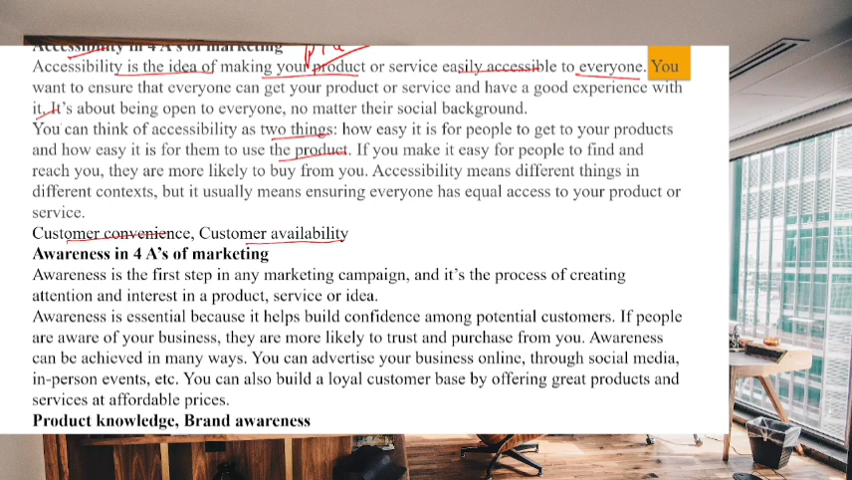 Accessibility in 4 A's of marketing
Accessibility is the idea of making your product or service easily accessible to everyone. You
want to ensure that everyone can get your product or service and have a good experience with
it. It's about being open to everyone, no matter their social background.
You can think of accessibility as two things: how easy it is for people to get to your products
and how easy it is for them to use the product. If you make it easy for people to find and
reach you, they are more likely to buy from you. Accessibility means different things in
different contexts, but it usually means ensuring everyone has equal access to your product or
service.
Customer convenience, Customer availability
Awareness in 4 A's of marketing
Awareness is the first step in any marketing campaign, and it's the process of creating
attention and interest in a product, service or idea.
Awareness is essential because it helps build confidence among potential customers. If people
are aware of your business, they are more likely to trust and purchase from you. Awareness
can be achieved in many ways. You can advertise your business online, through social media,
in-person events, etc. You can also build a loyal customer base by offering great products and
services at affordable prices.
Product knowledge, Brand awareness